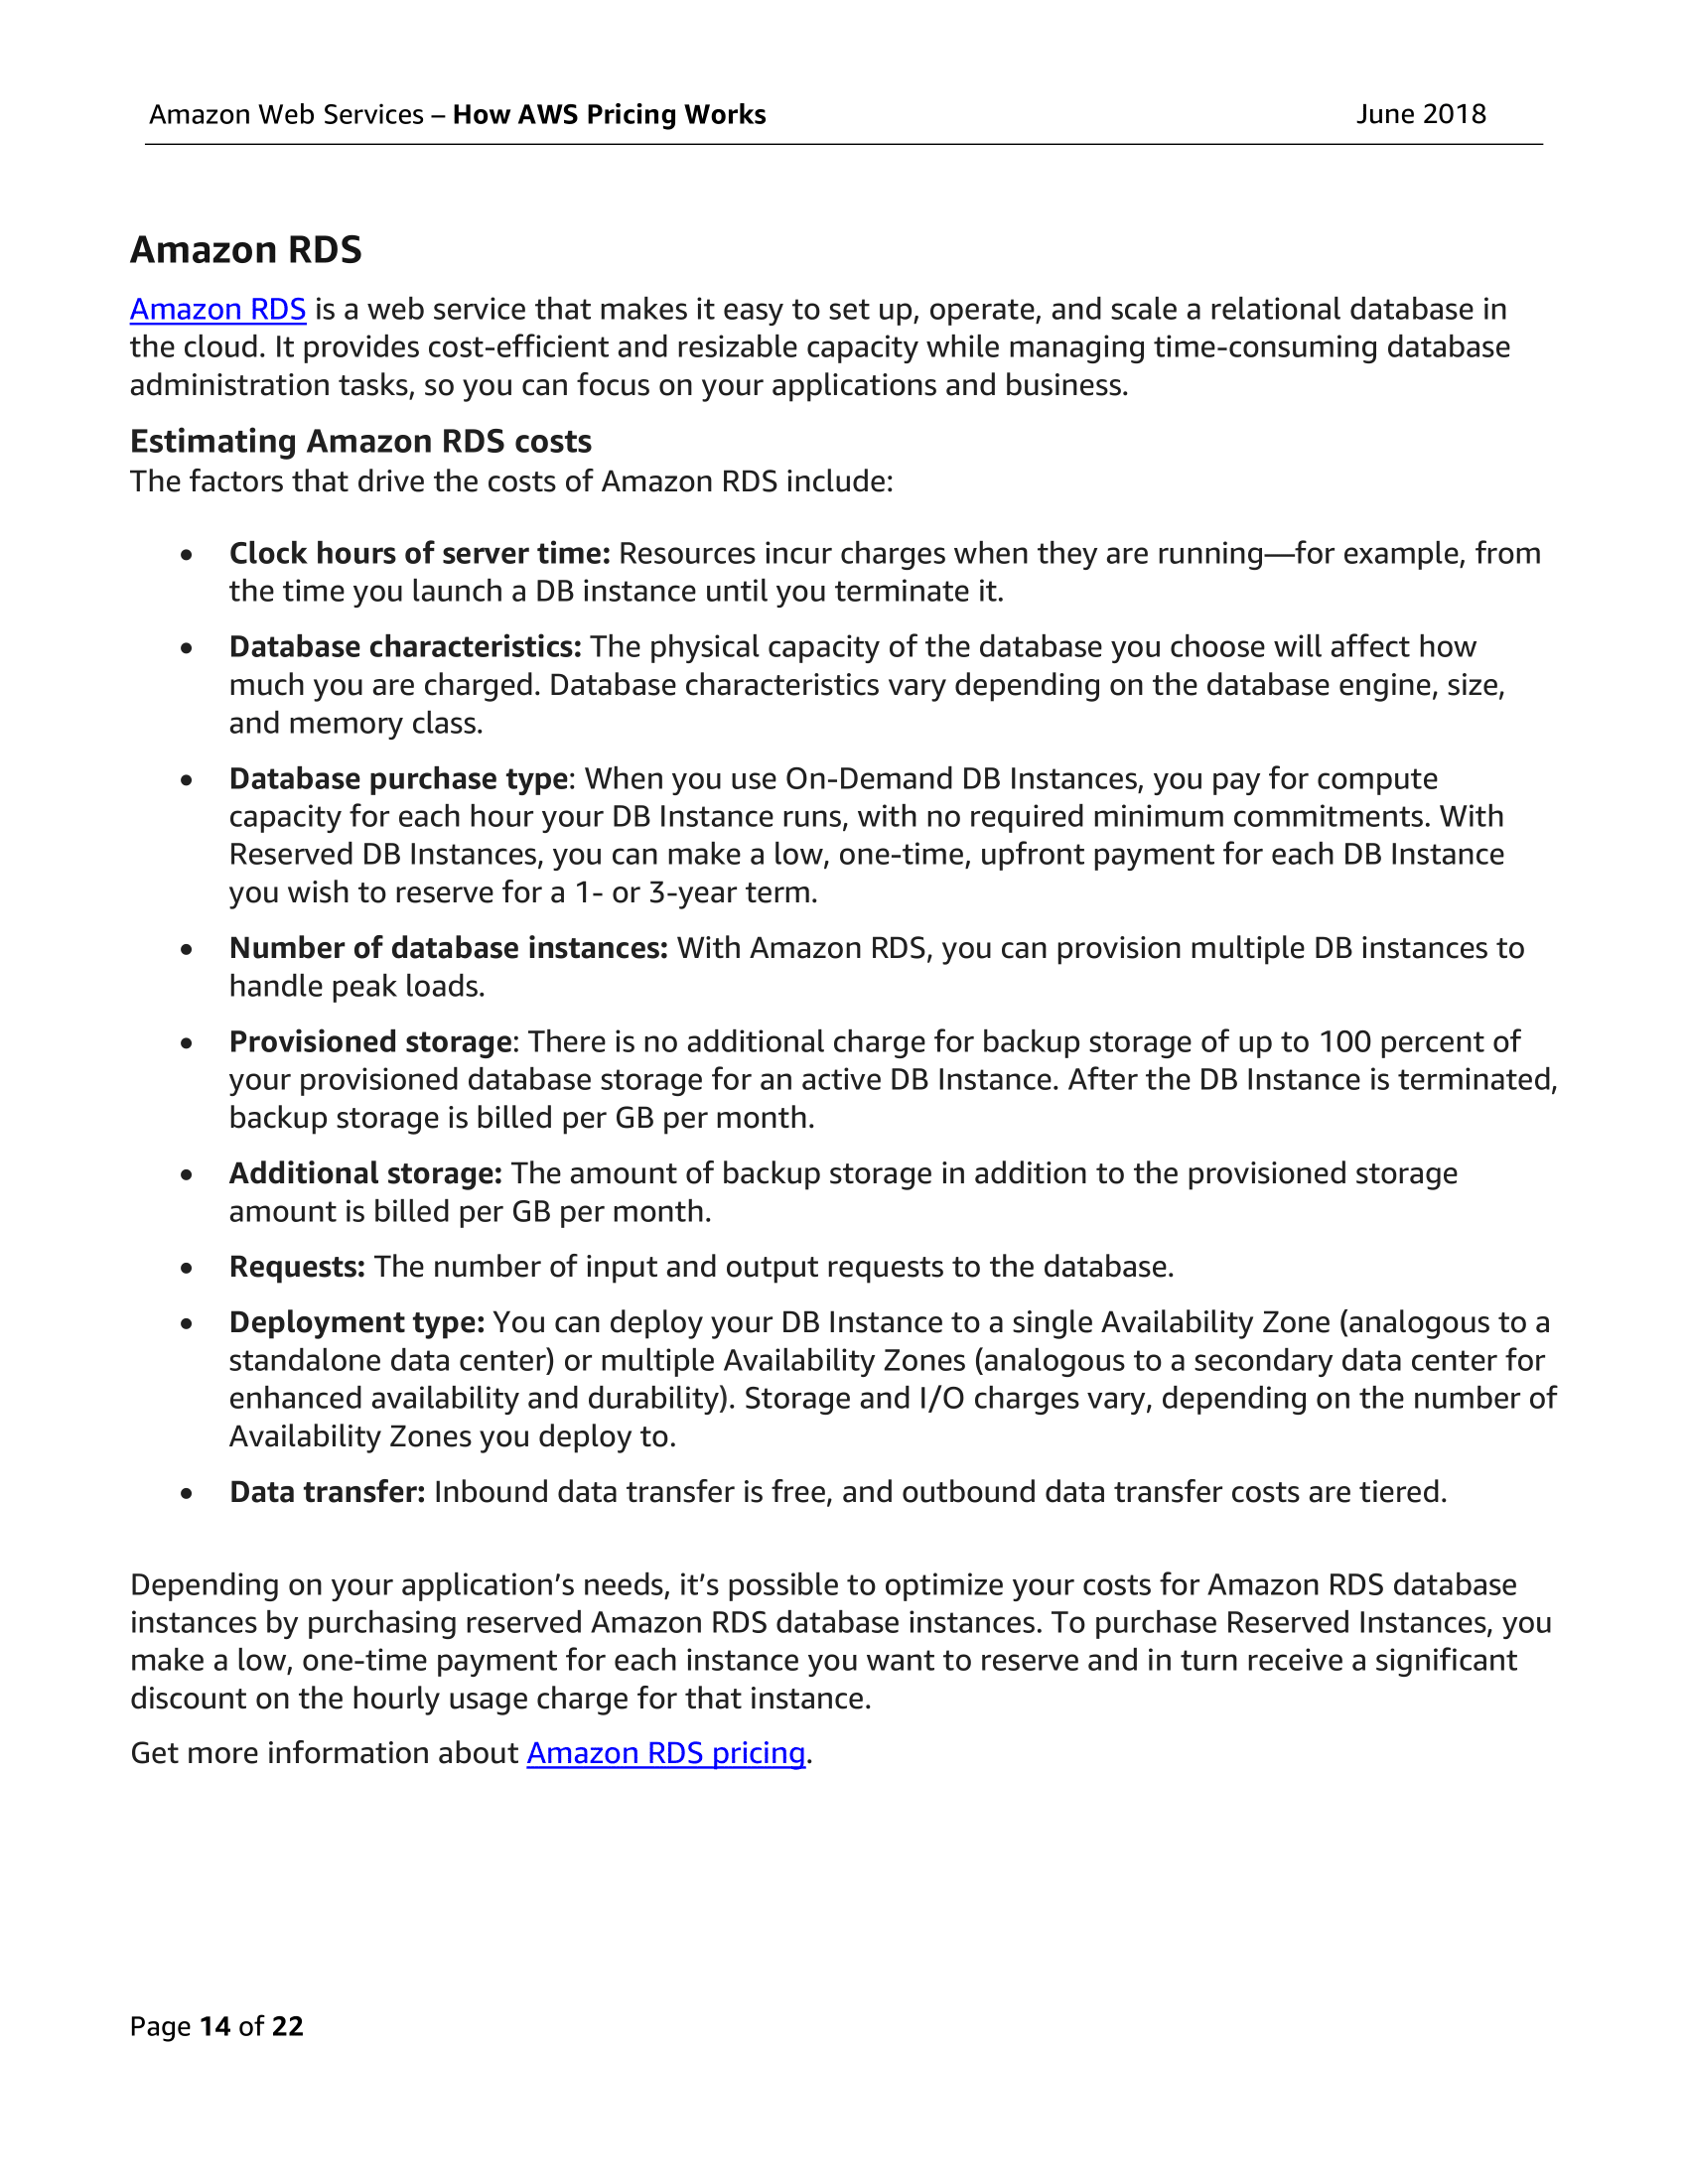 Amazon Web Services – How AWS Pricing Works June 2018
Amazon RDS
Amazon RDS is a web service that makes it easy to set up, operate, and scale a relational database in
the cloud. It provides cost-efficient and resizable capacity while managing time-consuming database
administration tasks, so you can focus on your applications and business.
Estimating Amazon RDS costs
The factors that drive the costs of Amazon RDS include:
• Clock hours of server time: Resources incur charges when they are running—for example, from
the time you launch a DB instance until you terminate it.
• Database characteristics: The physical capacity of the database you choose will affect how
much you are charged. Database characteristics vary depending on the database engine, size,
and memory class.
• Database purchase type: When you use On-Demand DB Instances, you pay for compute
capacity for each hour your DB Instance runs, with no required minimum commitments. With
Reserved DB Instances, you can make a low, one-time, upfront payment for each DB Instance
you wish to reserve for a 1- or 3-year term.
• Number of database instances: With Amazon RDS, you can provision multiple DB instances to
handle peak loads.
• Provisioned storage: There is no additional charge for backup storage of up to 100 percent of
your provisioned database storage for an active DB Instance. After the DB Instance is terminated,
backup storage is billed per GB per month.
• Additional storage: The amount of backup storage in addition to the provisioned storage
amount is billed per GB per month.
• Requests: The number of input and output requests to the database.
• Deployment type: You can deploy your DB Instance to a single Availability Zone (analogous to a
standalone data center) or multiple Availability Zones (analogous to a secondary data center for
enhanced availability and durability). Storage and I/O charges vary, depending on the number of
Availability Zones you deploy to.
• Data transfer: Inbound data transfer is free, and outbound data transfer costs are tiered.
Depending on your application’s needs, it’s possible to optimize your costs for Amazon RDS database
instances by purchasing reserved Amazon RDS database instances. To purchase Reserved Instances, you
make a low, one-time payment for each instance you want to reserve and in turn receive a significant
discount on the hourly usage charge for that instance.
Get more information about Amazon RDS pricing.
Page 14 of 22